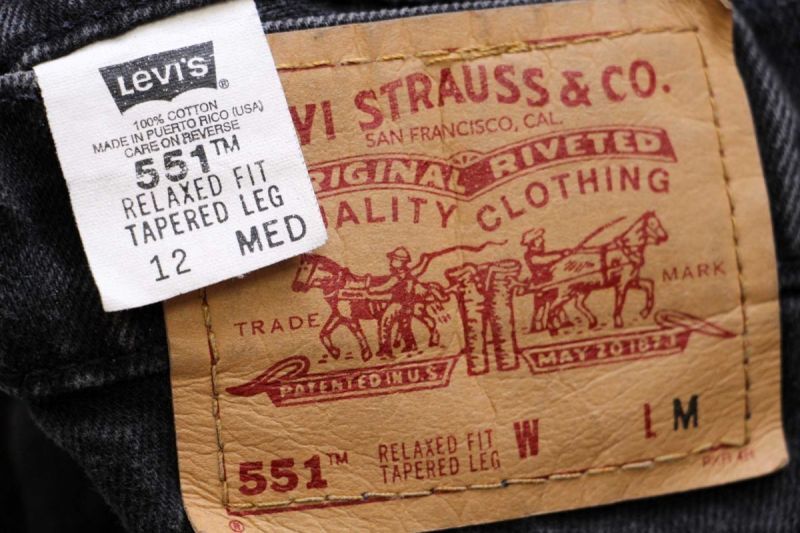 Levi's
®
100% COTTON
MADE IN PUERTO RICO (USA)
CARE ON REVERSE
551™
RELAXED FIT
TAPERED LEG
12 MED
VI STRAUSS & CO.
SAN FRANCISCO, CAL.
RIGINAL RIVETED
UALITY CLOTHING
TRADE MARK
PATENTED IN U.S. MAY 20 1873
551™ RELAXED FIT TAPERED LEG W L M
®